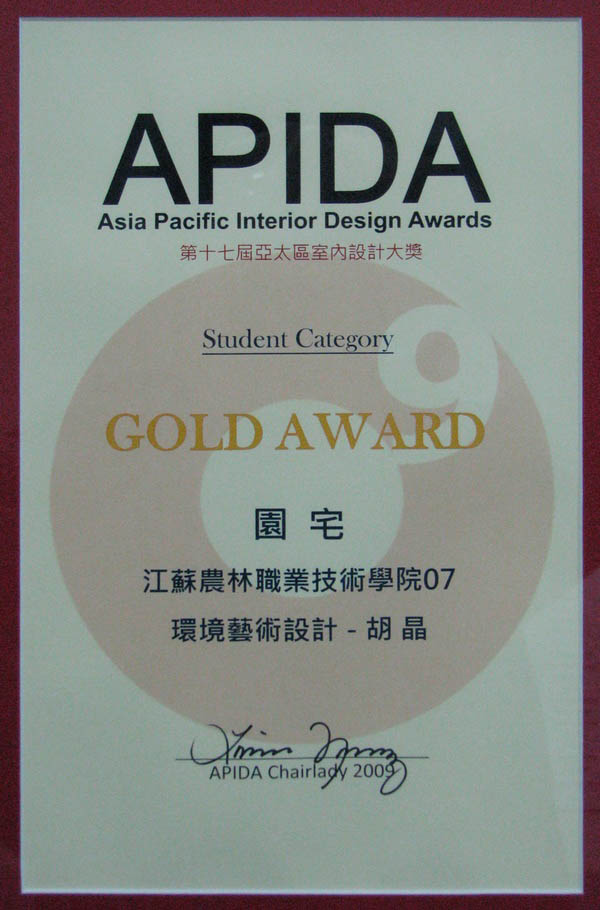 APIDA
Asia Pacific Interior Design Awards
第十七屆亞太區室內設計大獎
Student Category
09
GOLD AWARD
園宅
江蘇農林職業技術學院07
環境藝術設計 - 胡晶
APIDA Chairlady 2009